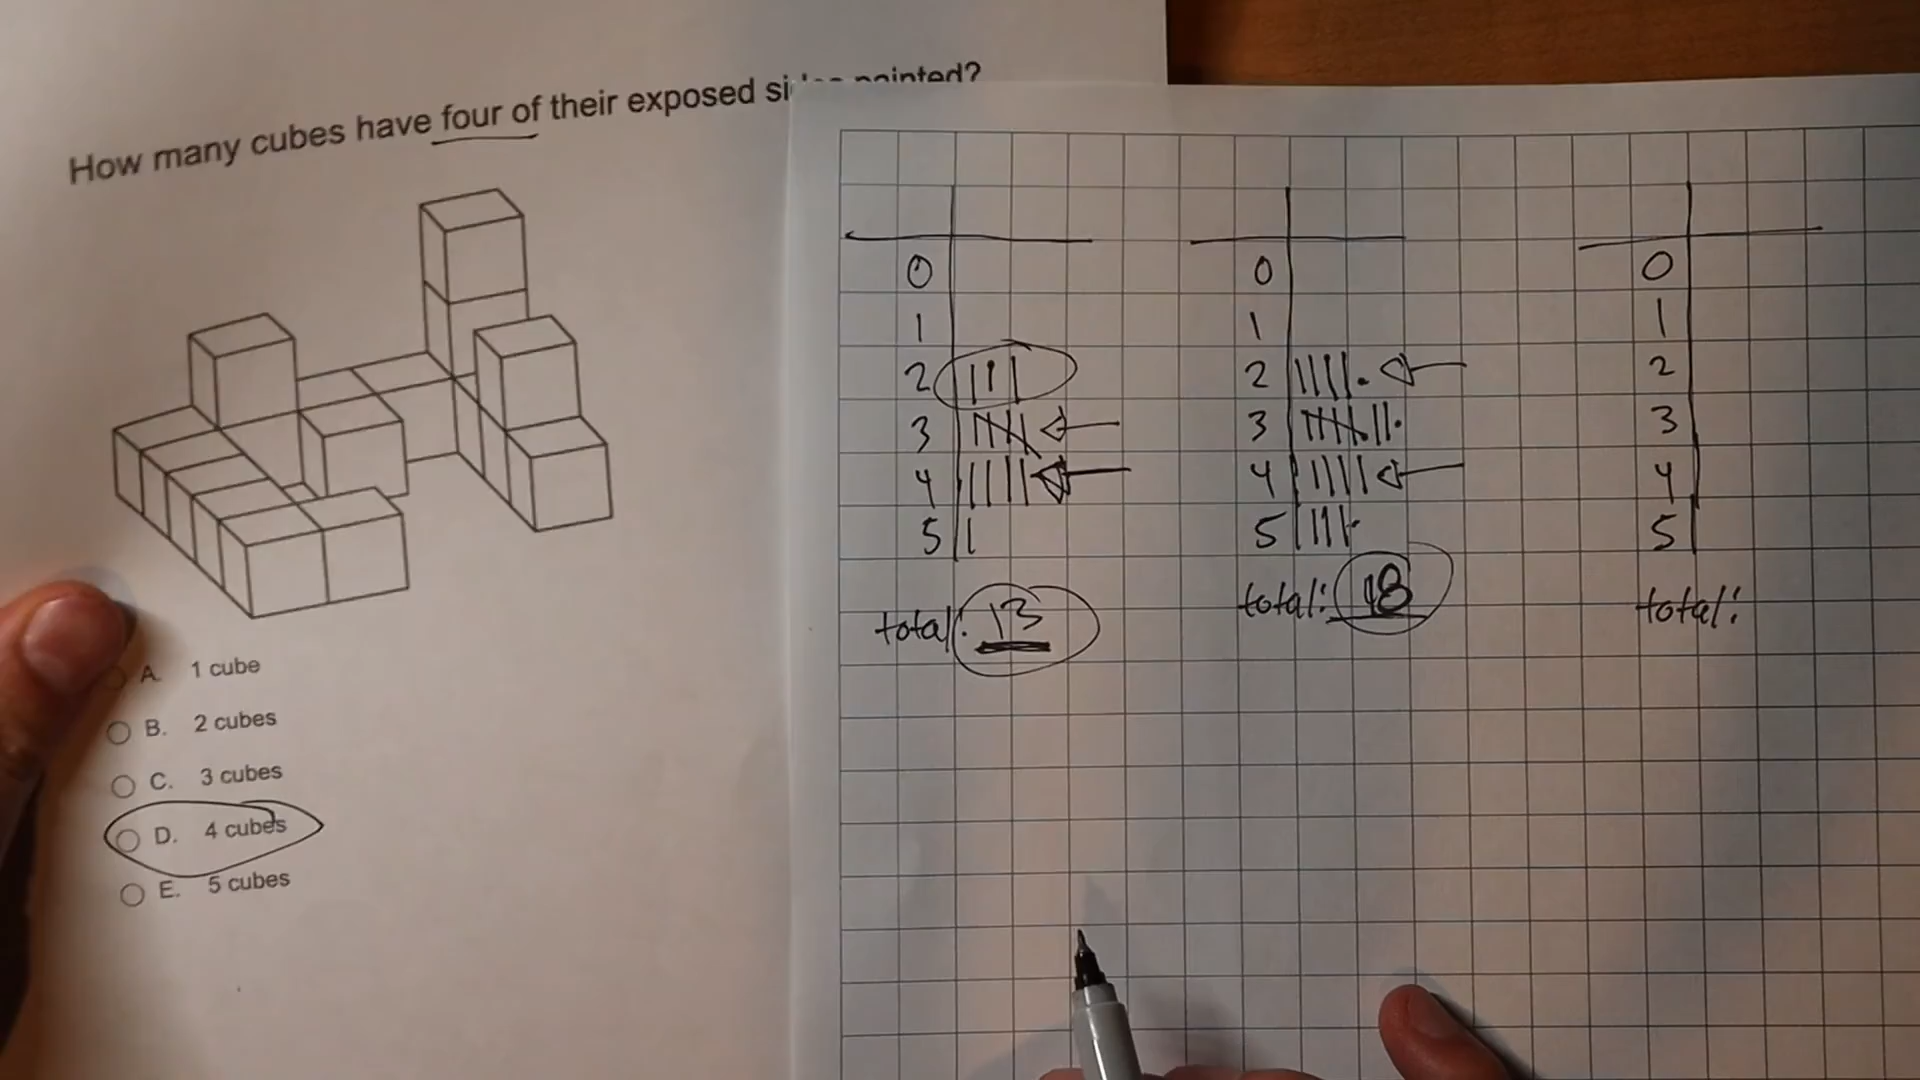 How many cubes have four of their exposed painted?
A. 1 cube
B. 2 cubes
C. 3 cubes
D. 4 cubes
E. 5 cubes
0
1
2 |||
3
4 ||||
5 |
total: 13
0
1
2 ||||
3
4 ||||
5 |||
total: 18
0
1
2
3
4
5
total: